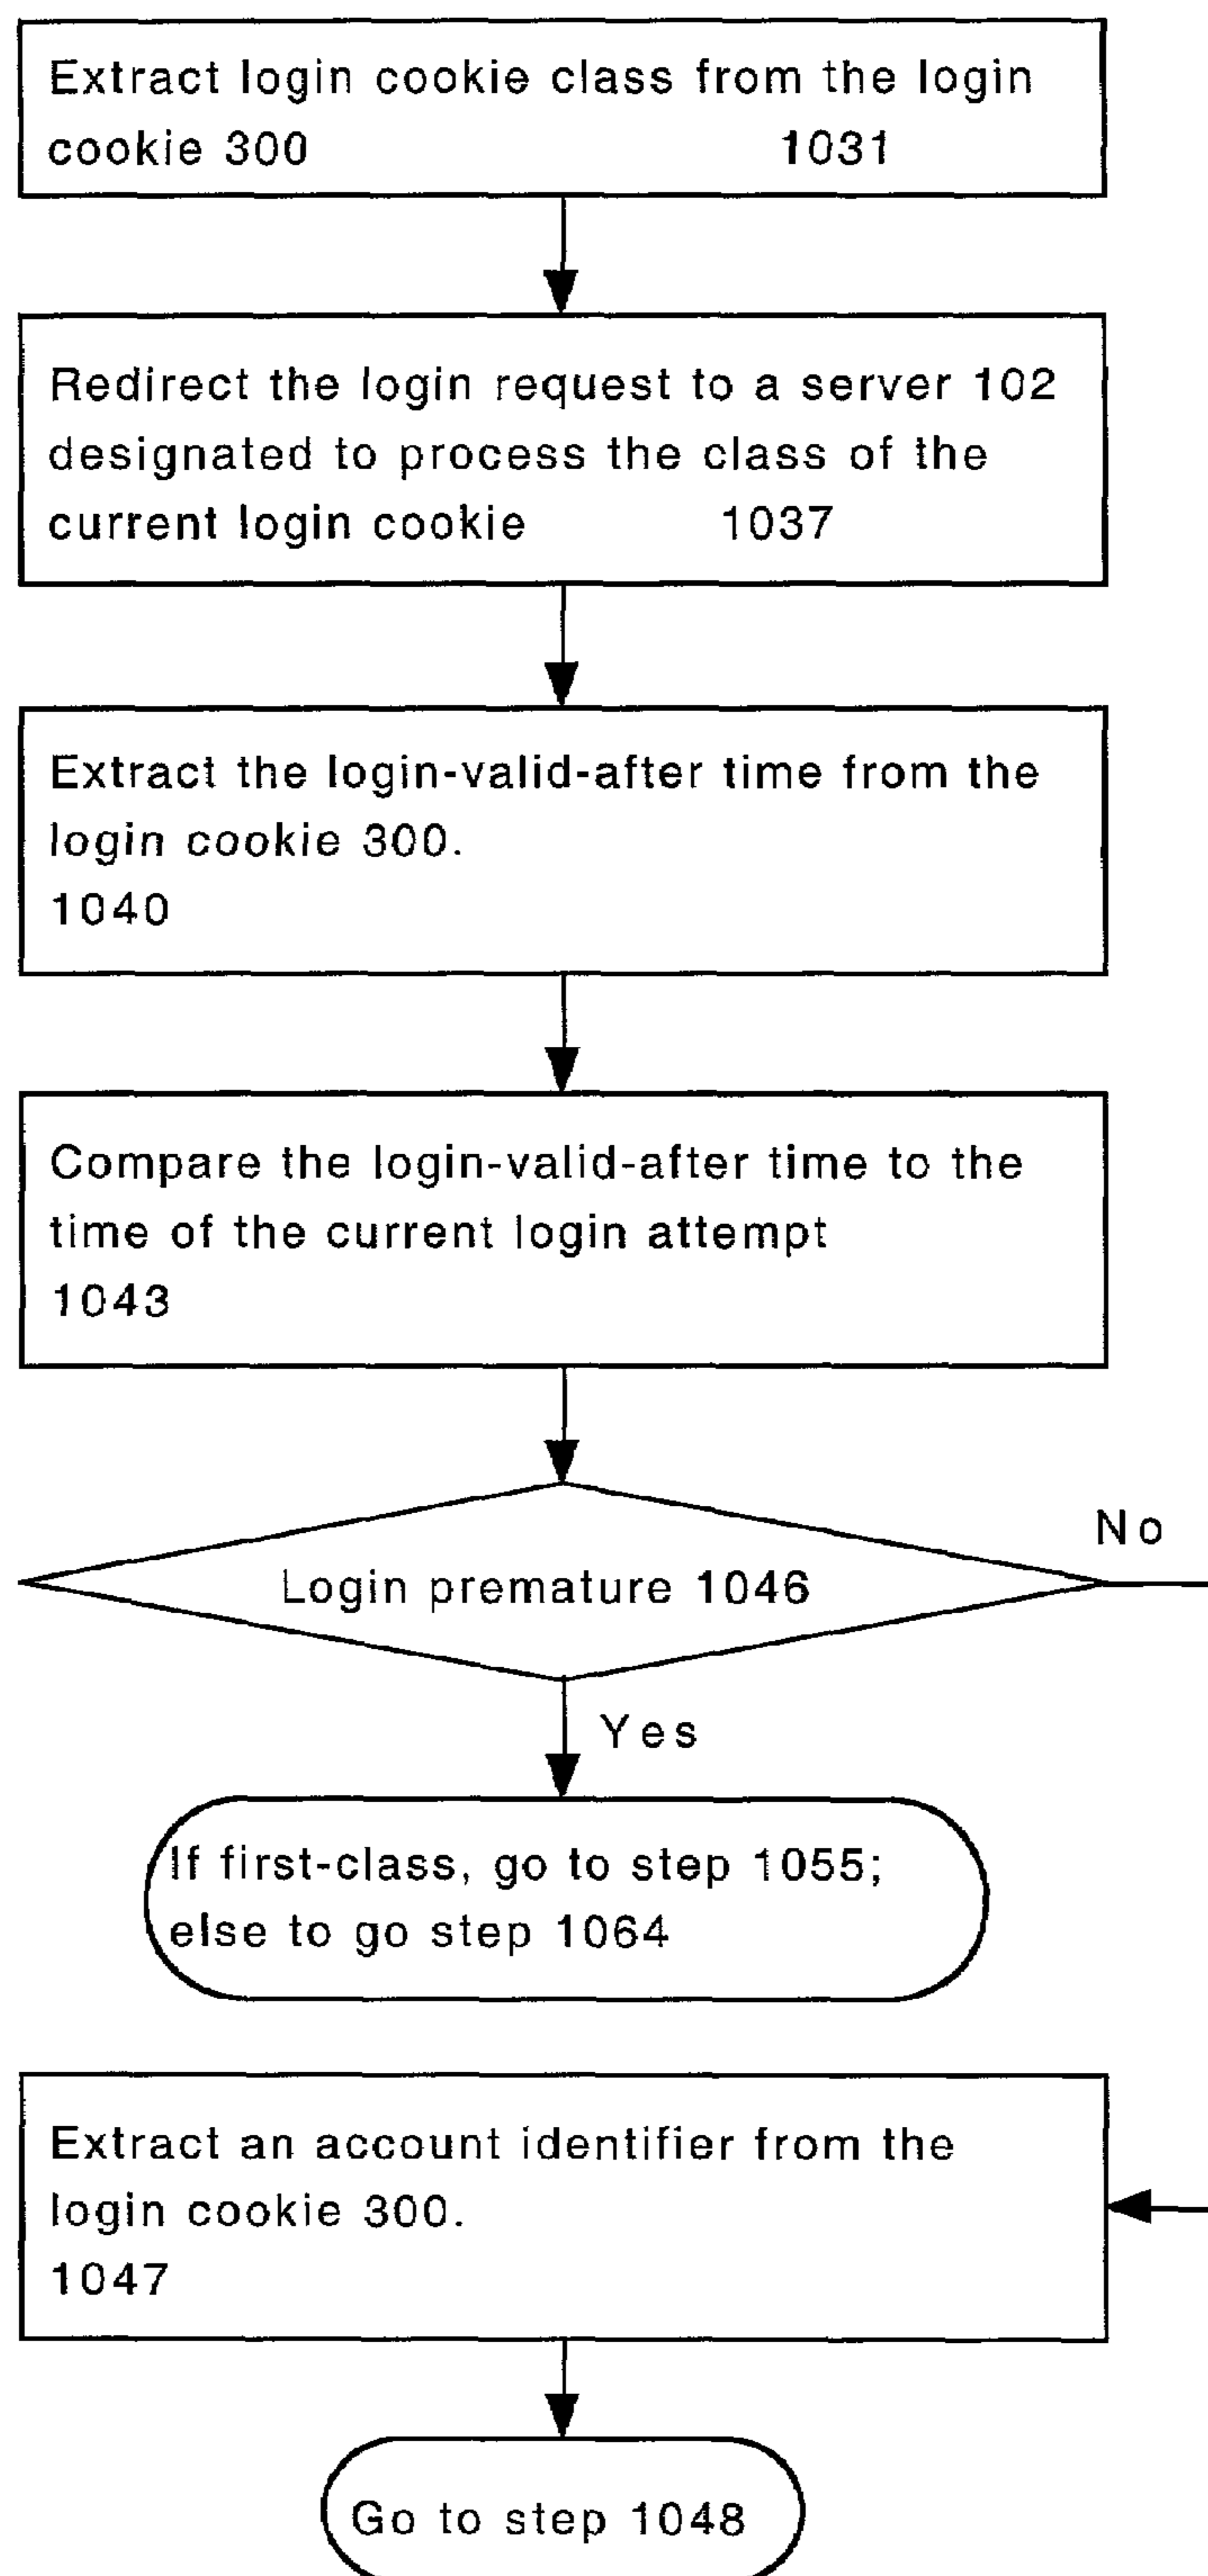 Extract login cookie class from the login
cookie 300 1031
Redirect the login request to a server 102
designated to process the class of the
current login cookie 1037
Extract the login-valid-after time from the
login cookie 300.
1040
Compare the login-valid-after time to the
time of the current login attempt
1043
No
Login premature 1046
Yes
If first-class, go to step 1055;
else to go step 1064
Extract an account identifier from the
login cookie 300.
1047
Go to step 1048